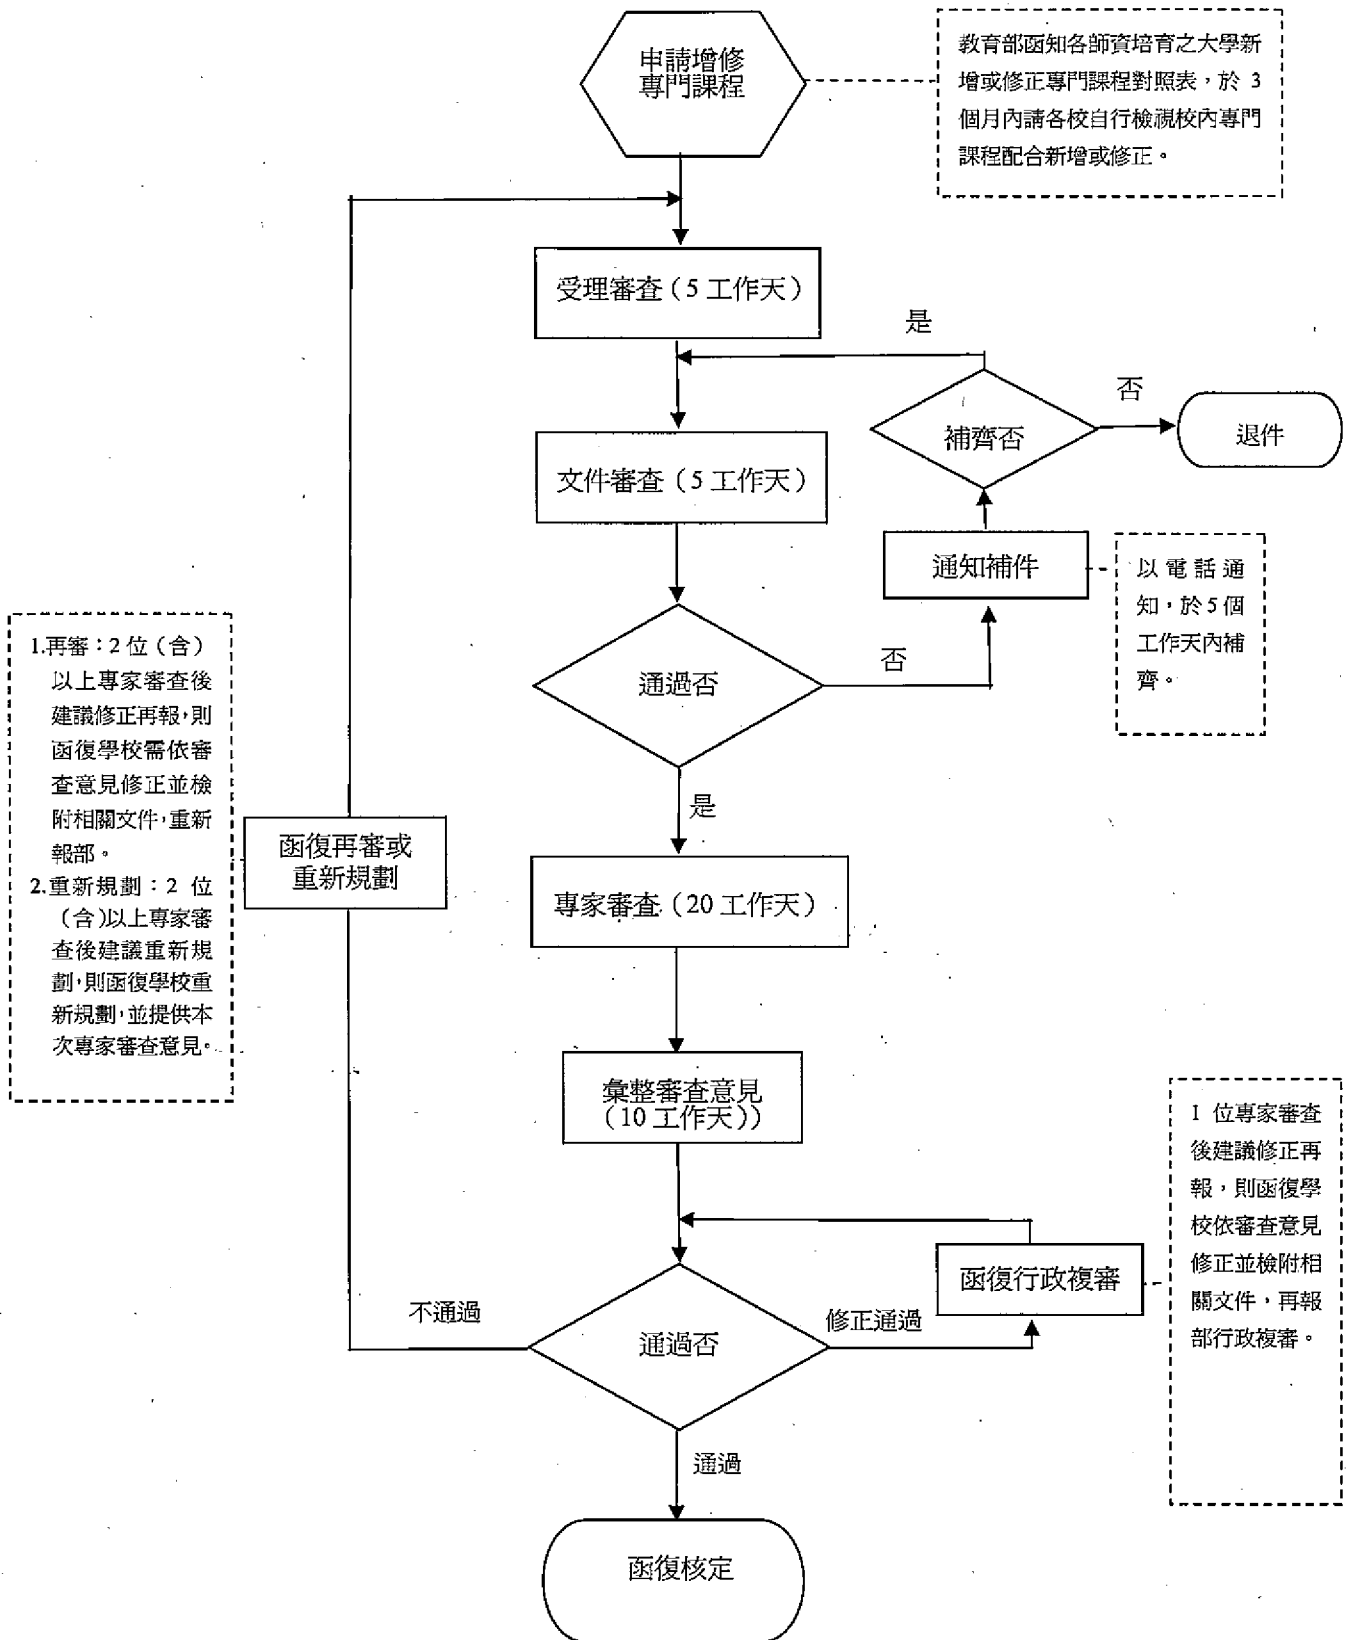 申請增修
專門課程
教育部函知各師資培育之大學新
增或修正專門課程對照表，於 3
個月內請各校自行檢視校內專門
課程配合新增或修正。
受理審查（5 工作天）
是
補齊否
否
退件
文件審查（5 工作天）
通知補件
以電話通
知，於 5 個
工作天內補
齊。
通過否
否
是
1.再審：2 位（含）
以上專家審查後
建議修正再報，則
函復學校需依審
查意見修正並檢
附相關文件，重新
報部。
2.重新規劃：2 位
（含）以上專家審
查後建議重新規
劃，則函復學校重
新規劃，並提供本
次專家審查意見。
函復再審或
重新規劃
專家審查（20 工作天）
彙整審查意見
（10 工作天））
1 位專家審查
後建議修正再
報，則函復學
校依審查意見
修正並檢附相
關文件，再報
部行政複審。
函復行政複審
不通過
通過否
修正通過
通過
函復核定